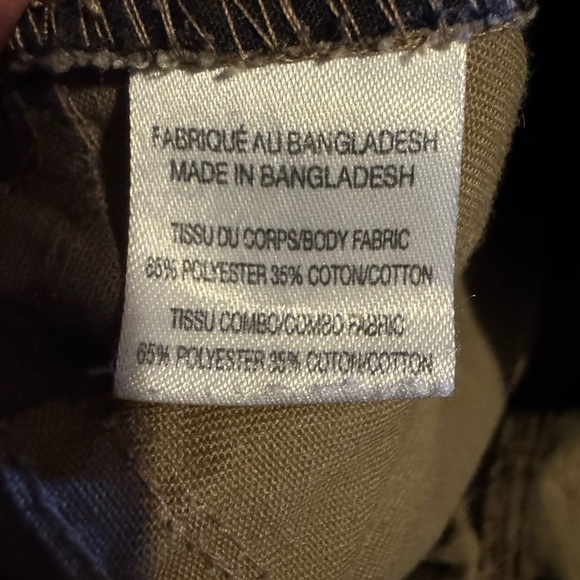 FABRIQUÉ AU BANGLADESH
MADE IN BANGLADESH
TISSU DU CORPS/BODY FABRIC
65% POLYESTER 35% COTON/COTTON
TISSU COMBO/COMBO FABRIC
65% POLYESTER 35% COTON/COTTON